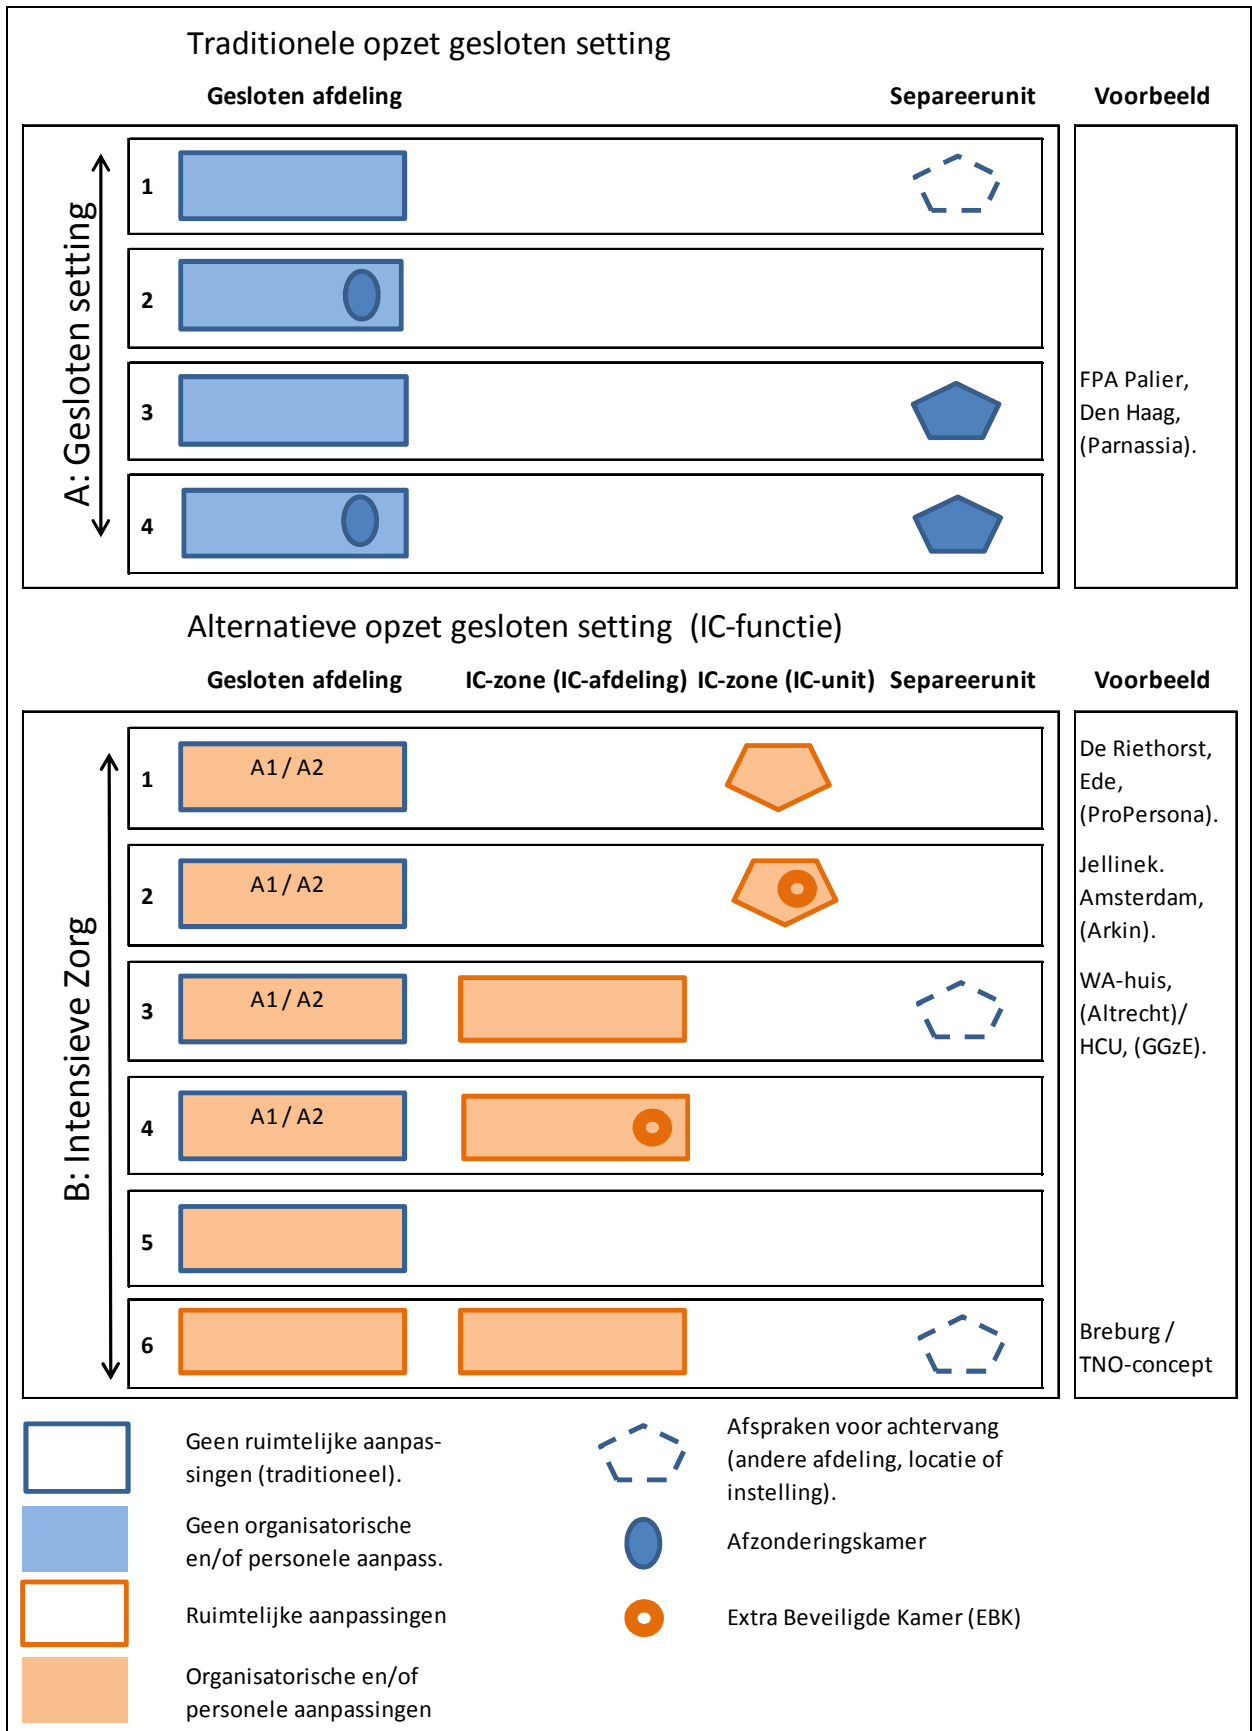 Traditionele opzet gesloten setting
Gesloten afdeling
Separeerunit
Voorbeeld
A: Gesloten setting
1
2
3
FPA Palier,
Den Haag,
(Parnassia).
4
Alternatieve opzet gesloten setting (IC-functie)
Gesloten afdeling
IC-zone (IC-afdeling)
IC-zone (IC-unit)
Separeerunit
Voorbeeld
B: Intensieve Zorg
1
A1 / A2
De Riethorst,
Ede,
(ProPersona).
2
A1 / A2
Jellinek.
Amsterdam,
(Arkin).
3
A1 / A2
WA-huis,
(Altrecht)/
HCU, (GGzE).
4
A1 / A2
5
6
Breburg /
TNO-concept
Geen ruimtelijke aanpas-
singen (traditioneel).
Geen organisatorische
en/of personele aanpass.
Ruimtelijke aanpassingen
Organisatorische en/of
personele aanpassingen
Afspraken voor achtervang
(andere afdeling, locatie of
instelling).
Afzonderingskamer
Extra Beveiligde Kamer (EBK)